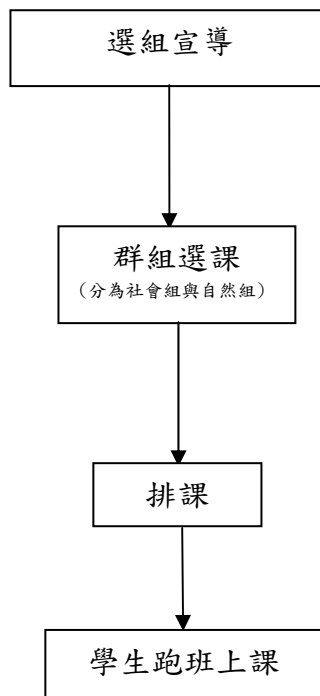 選組宣導
群組選課
（分為社會組與自然組）
排課
學生跑班上課